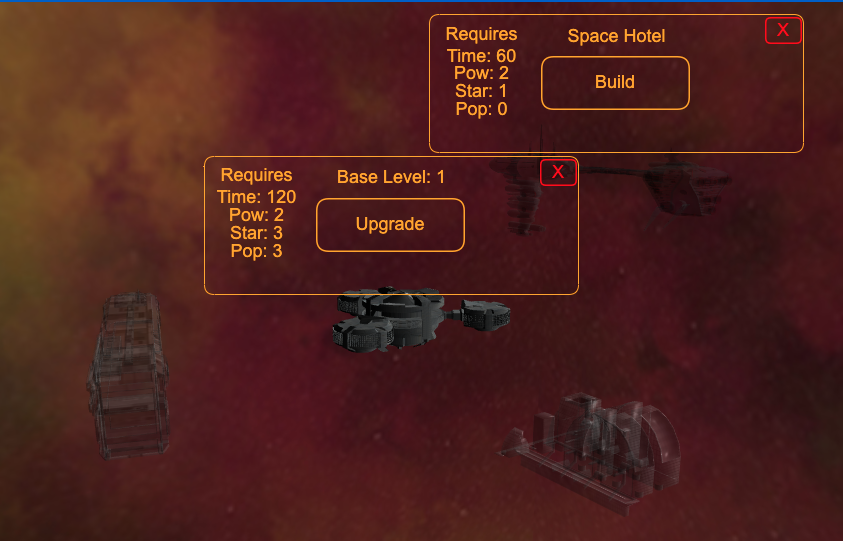 Requires
Space Hotel
X
Time: 60
Pow: 2
Star: 1
Pop: 0
Build
Requires
Base Level: 1
X
Time: 120
Pow: 2
Star: 3
Pop: 3
Upgrade